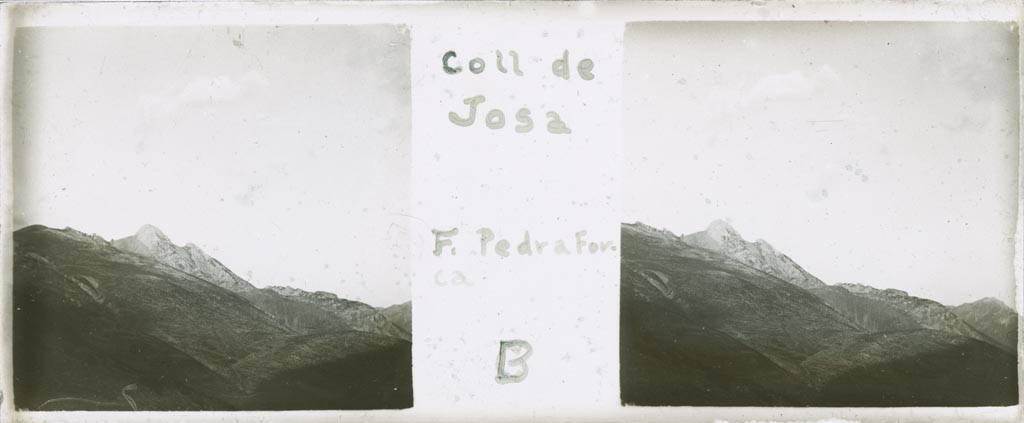 Coll de
Josa
F. PedraFor.
ca
B